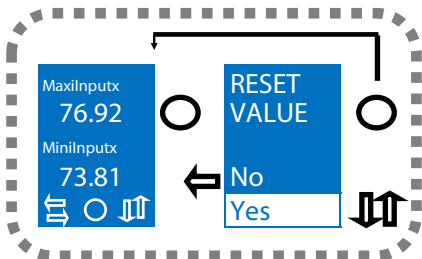 MaxiInputx
76.92
MiniInputx
73.81
RESET
VALUE
No
Yes